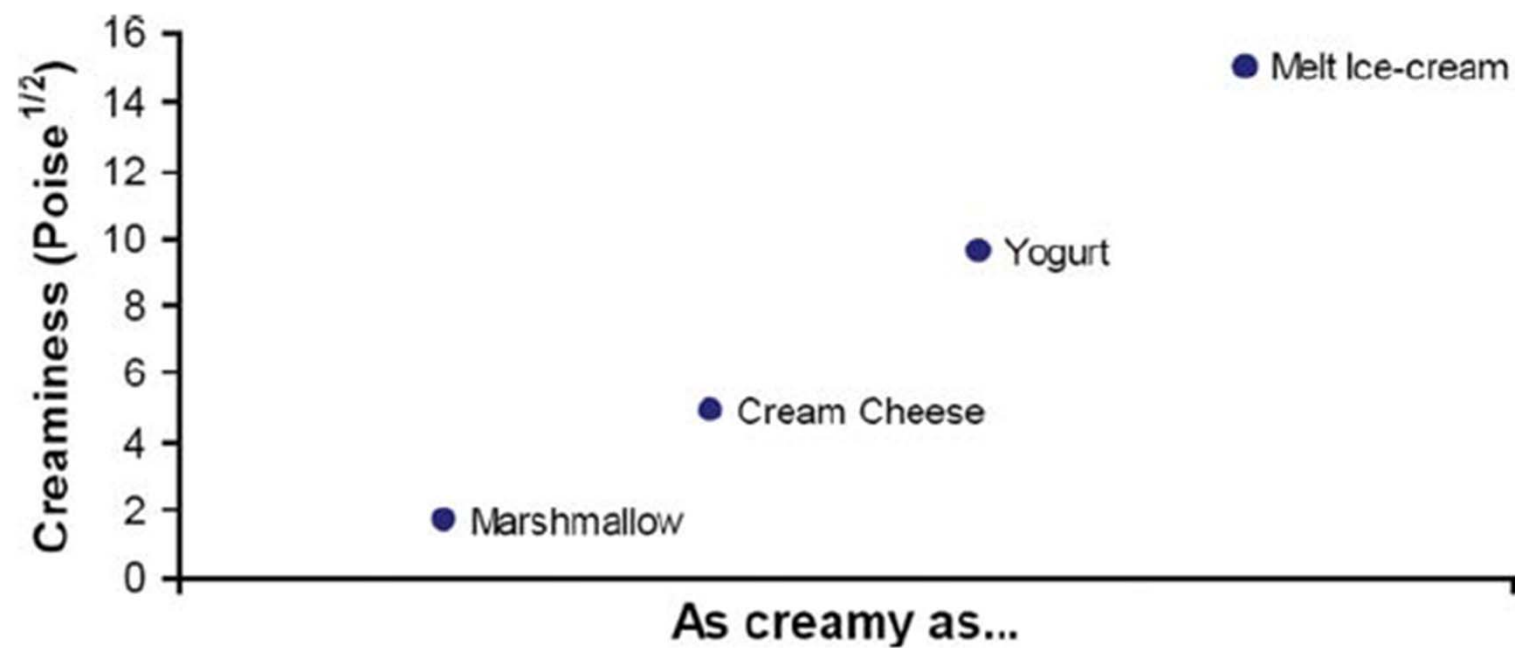 Creaminess (Poise 1/2)
16
14
12
10
8
6
4
2
0
Melt Ice-cream
Yogurt
Cream Cheese
Marshmallow
As creamy as...